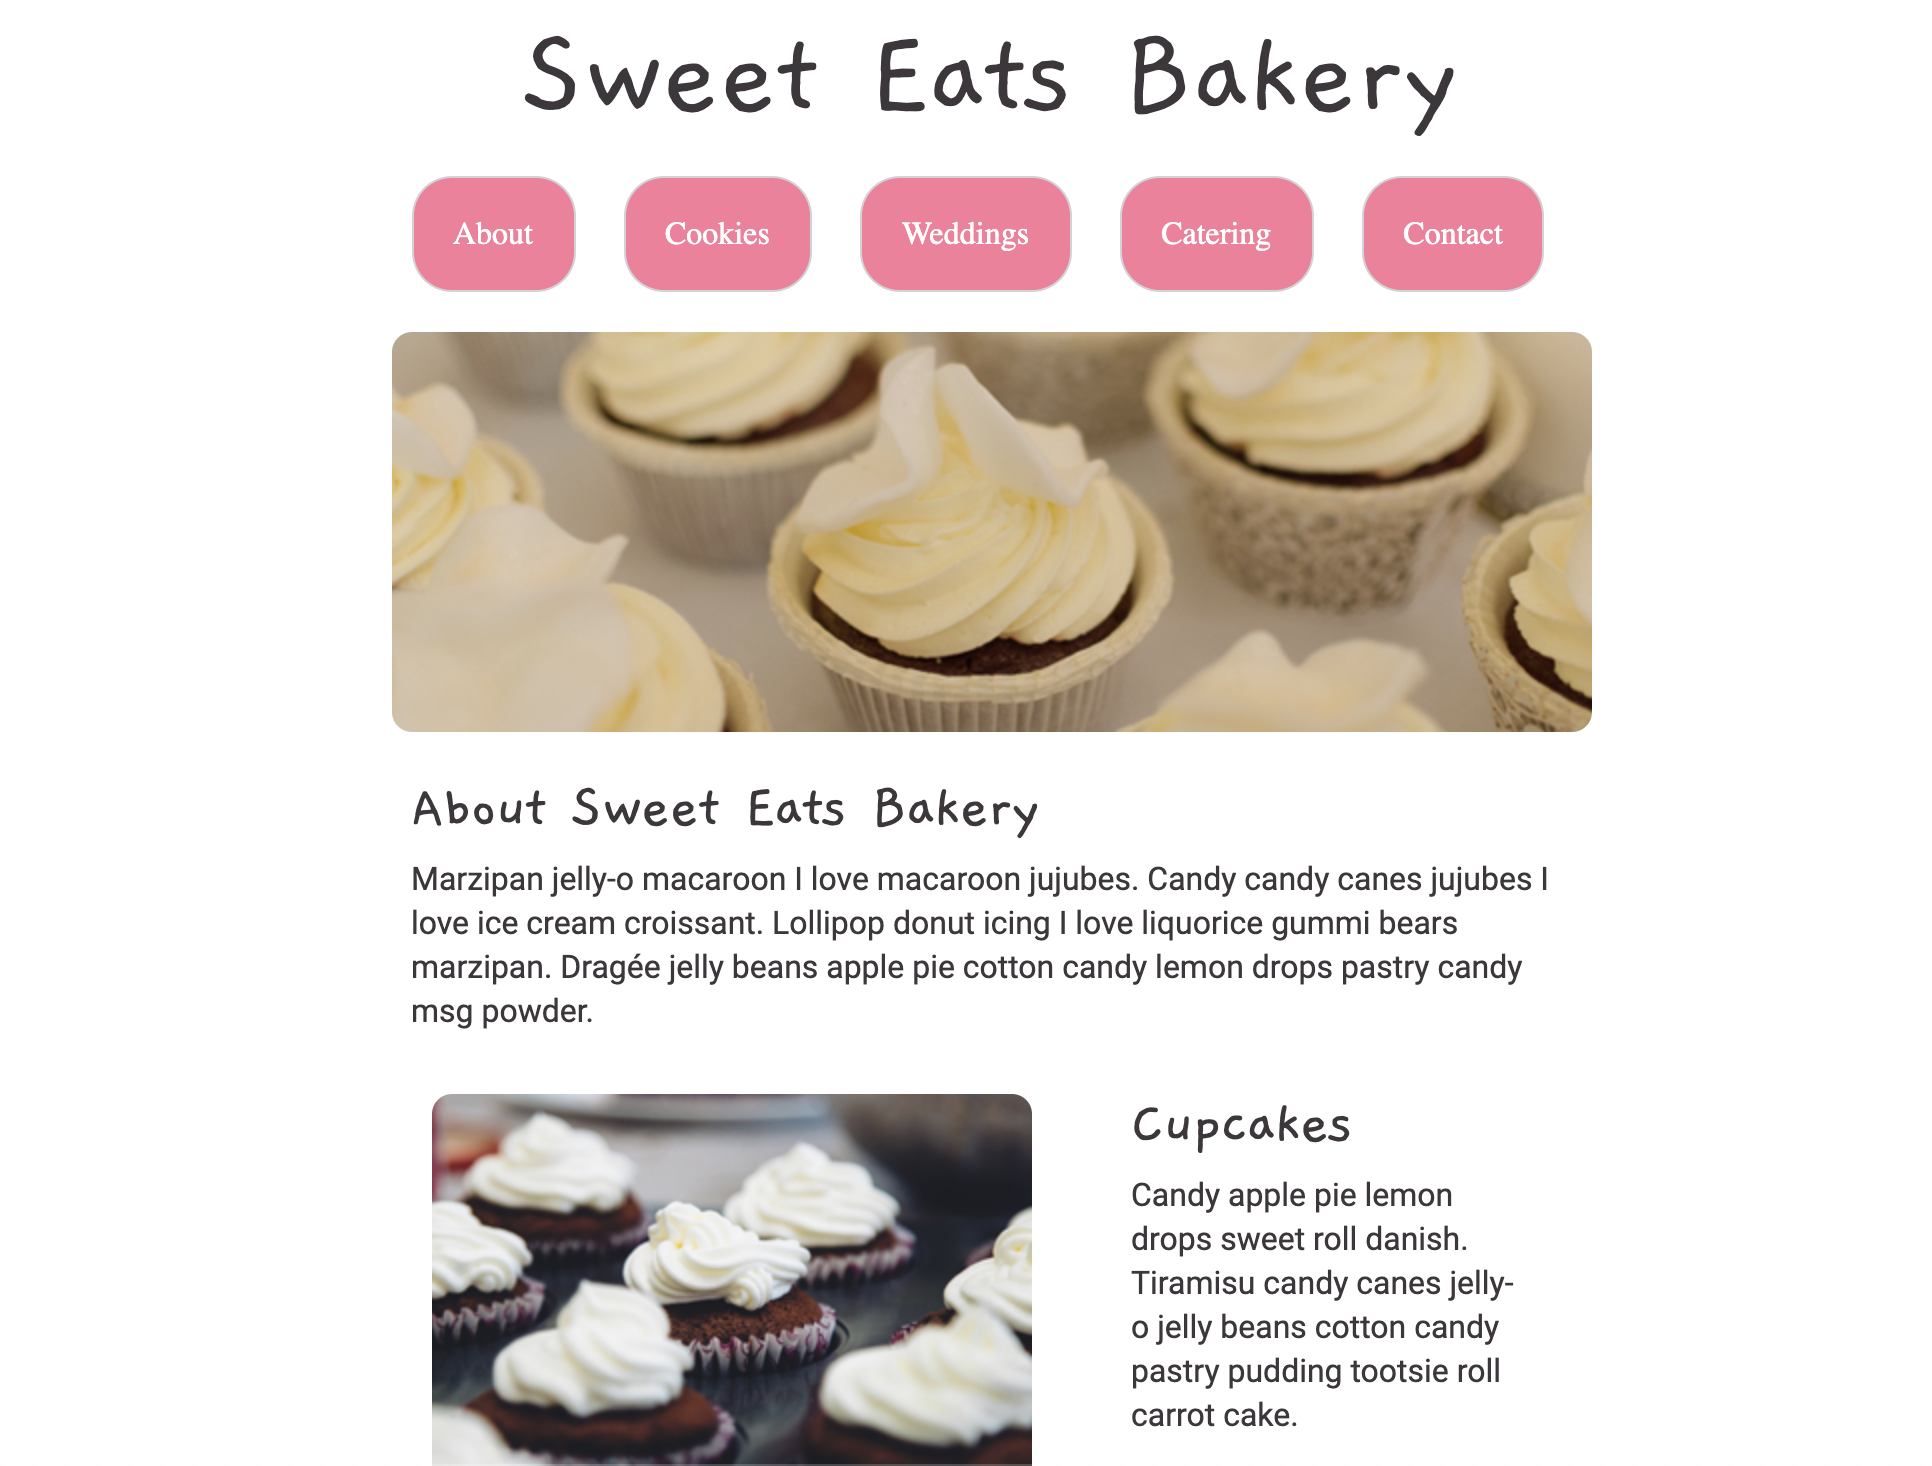 Sweet Eats Bakery
About Cookies Weddings Catering Contact
About Sweet Eats Bakery
Marzipan jelly-o macaroon I love macaroon jujubes. Candy candy canes jujubes I
love ice cream croissant. Lollipop donut icing I love liquorice gummi bears
marzipan. Dragée jelly beans apple pie cotton candy lemon drops pastry candy
msg powder.
Cupcakes
Candy apple pie lemon
drops sweet roll danish.
Tiramisu candy canes jelly-
o jelly beans cotton candy
pastry pudding tootsie roll
carrot cake.